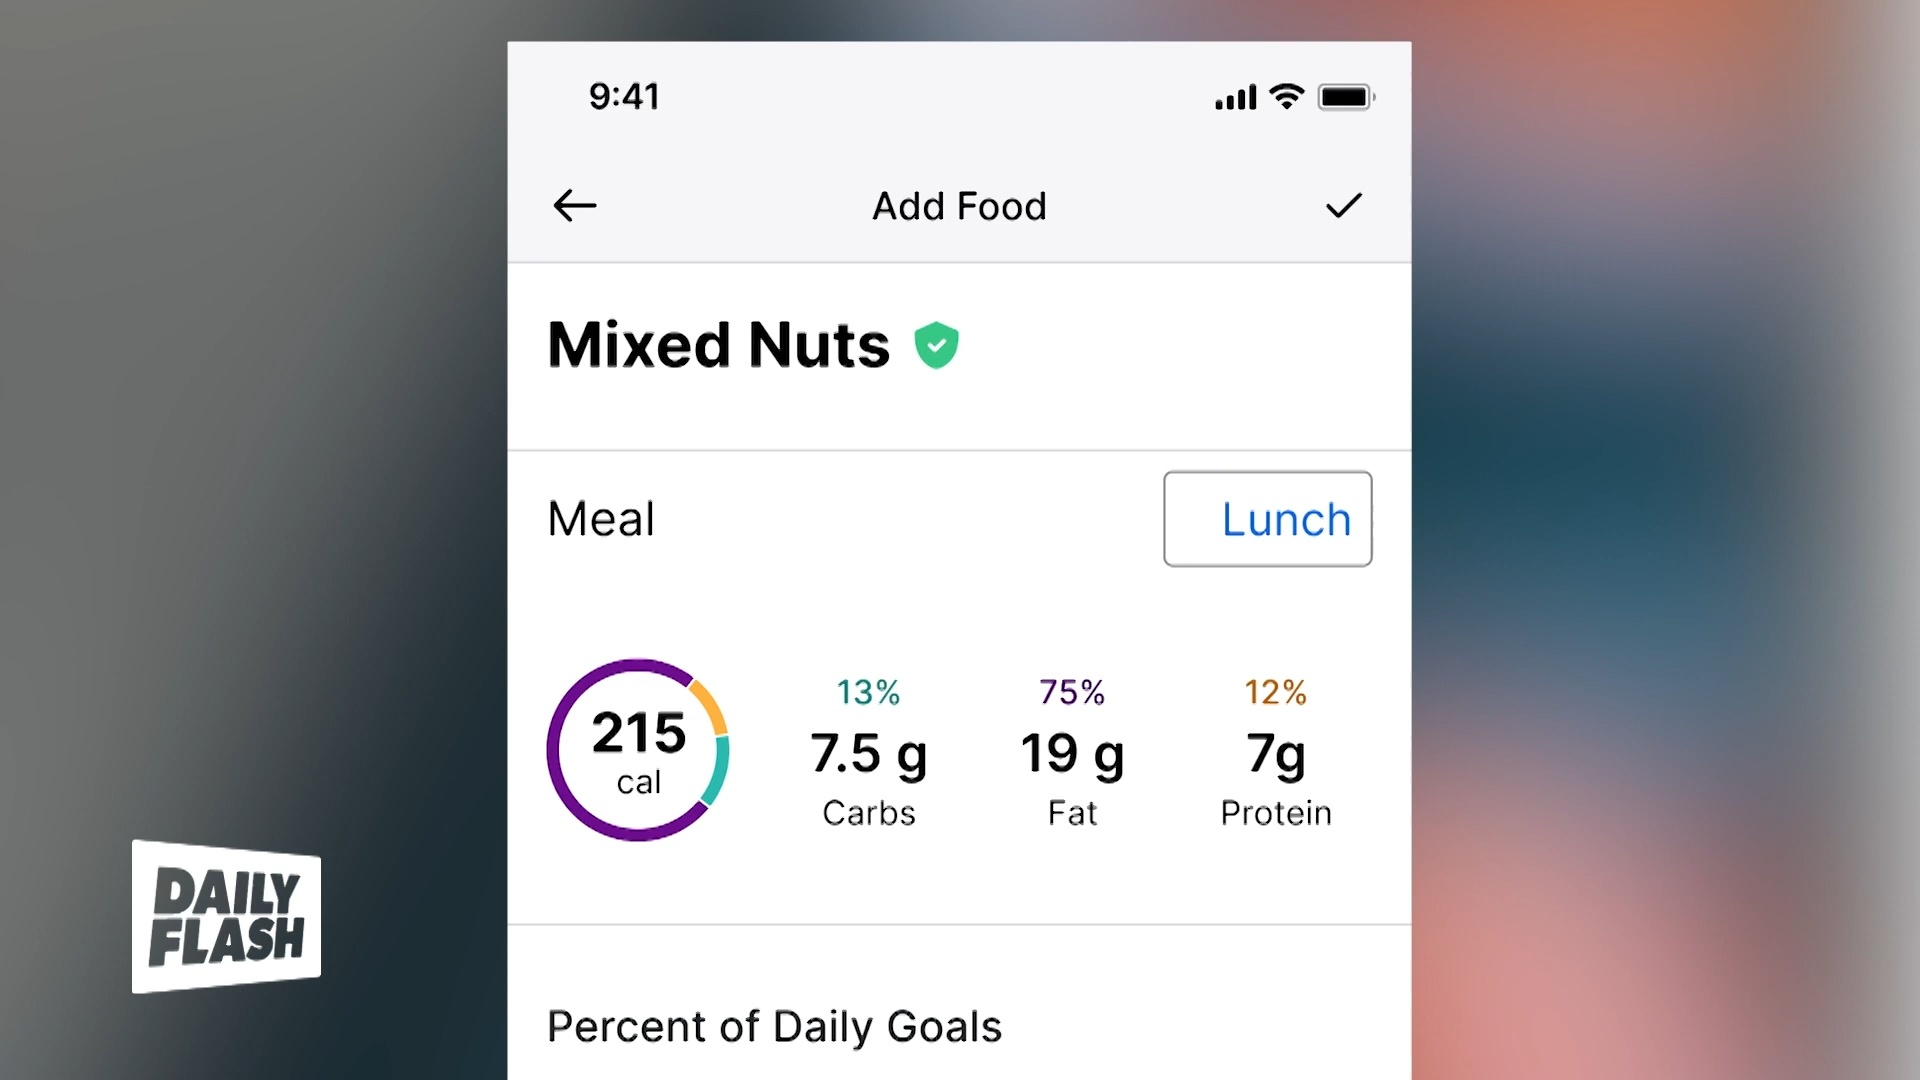 9:41
Add Food
Mixed Nuts
Meal
Lunch
215
cal
13%
7.5 g
Carbs
75%
19 g
Fat
12%
7g
Protein
DAILY
FLASH
Percent of Daily Goals